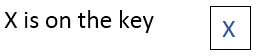 X is on the key
X